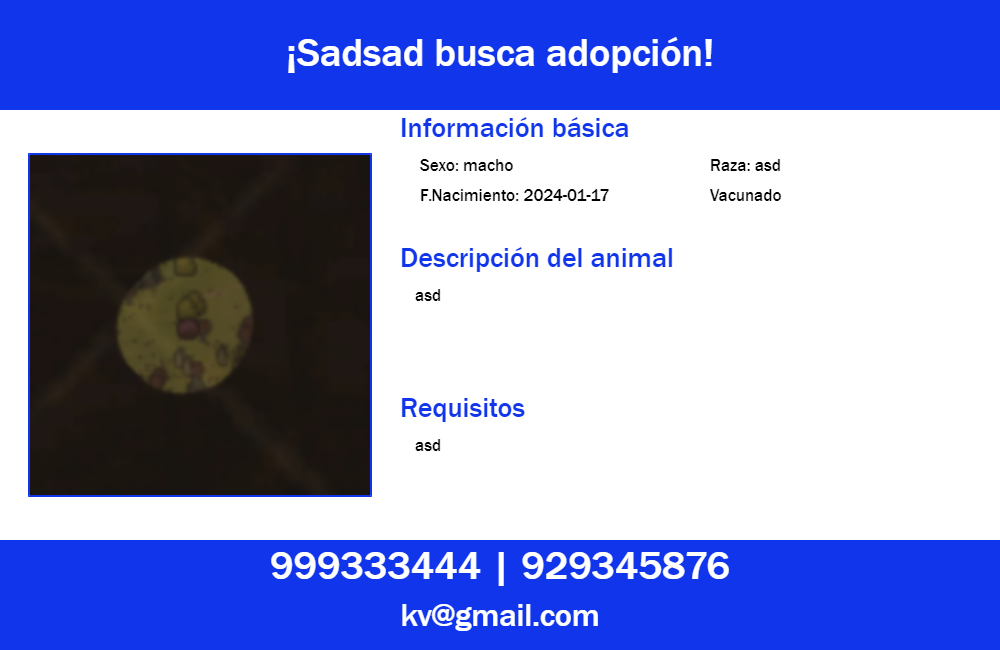 ¡Sadsad busca adopción!
Información básica
Sexo: macho
Raza: asd
F.Nacimiento: 2024-01-17
Vacunado
Descripción del animal
asd
Requisitos
asd
999333444 | 929345876
kv@gmail.com